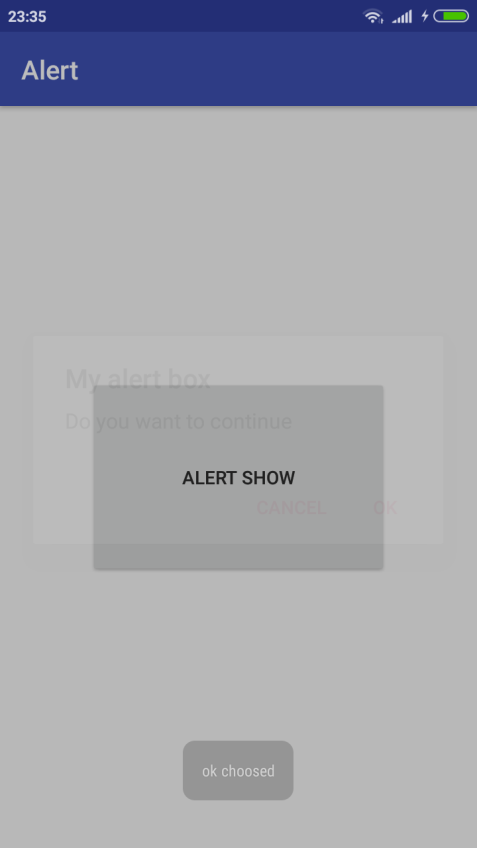 23:35
Alert
My alert box
Do you want to continue
ALERT SHOW
CANCEL OK
ok choosed